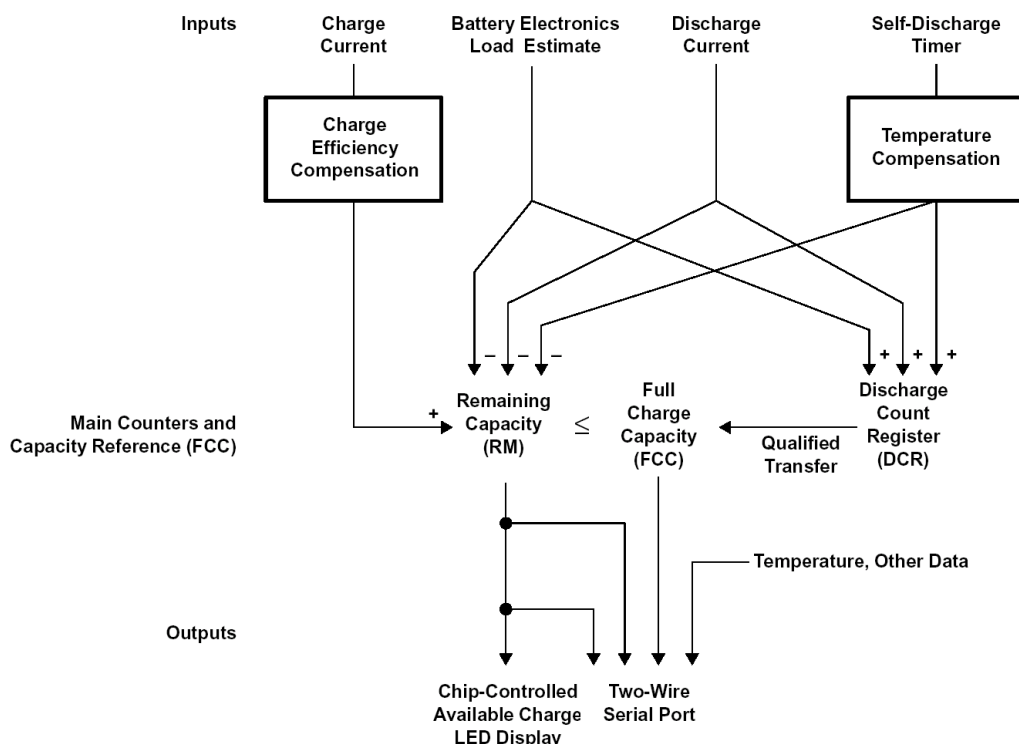 Inputs
Charge
Current
Battery Electronics
Load Estimate
Discharge
Current
Self-Discharge
Timer
Charge
Efficiency
Compensation
Temperature
Compensation
– – –
+ + +
Main Counters and
Capacity Reference (FCC)
+
Remaining
Capacity
(RM)
≤
Full
Charge
Capacity
(FCC)
Qualified
Transfer
Discharge
Count
Register
(DCR)
Temperature, Other Data
Outputs
Chip-Controlled
Available Charge
LED Display
Two-Wire
Serial Port